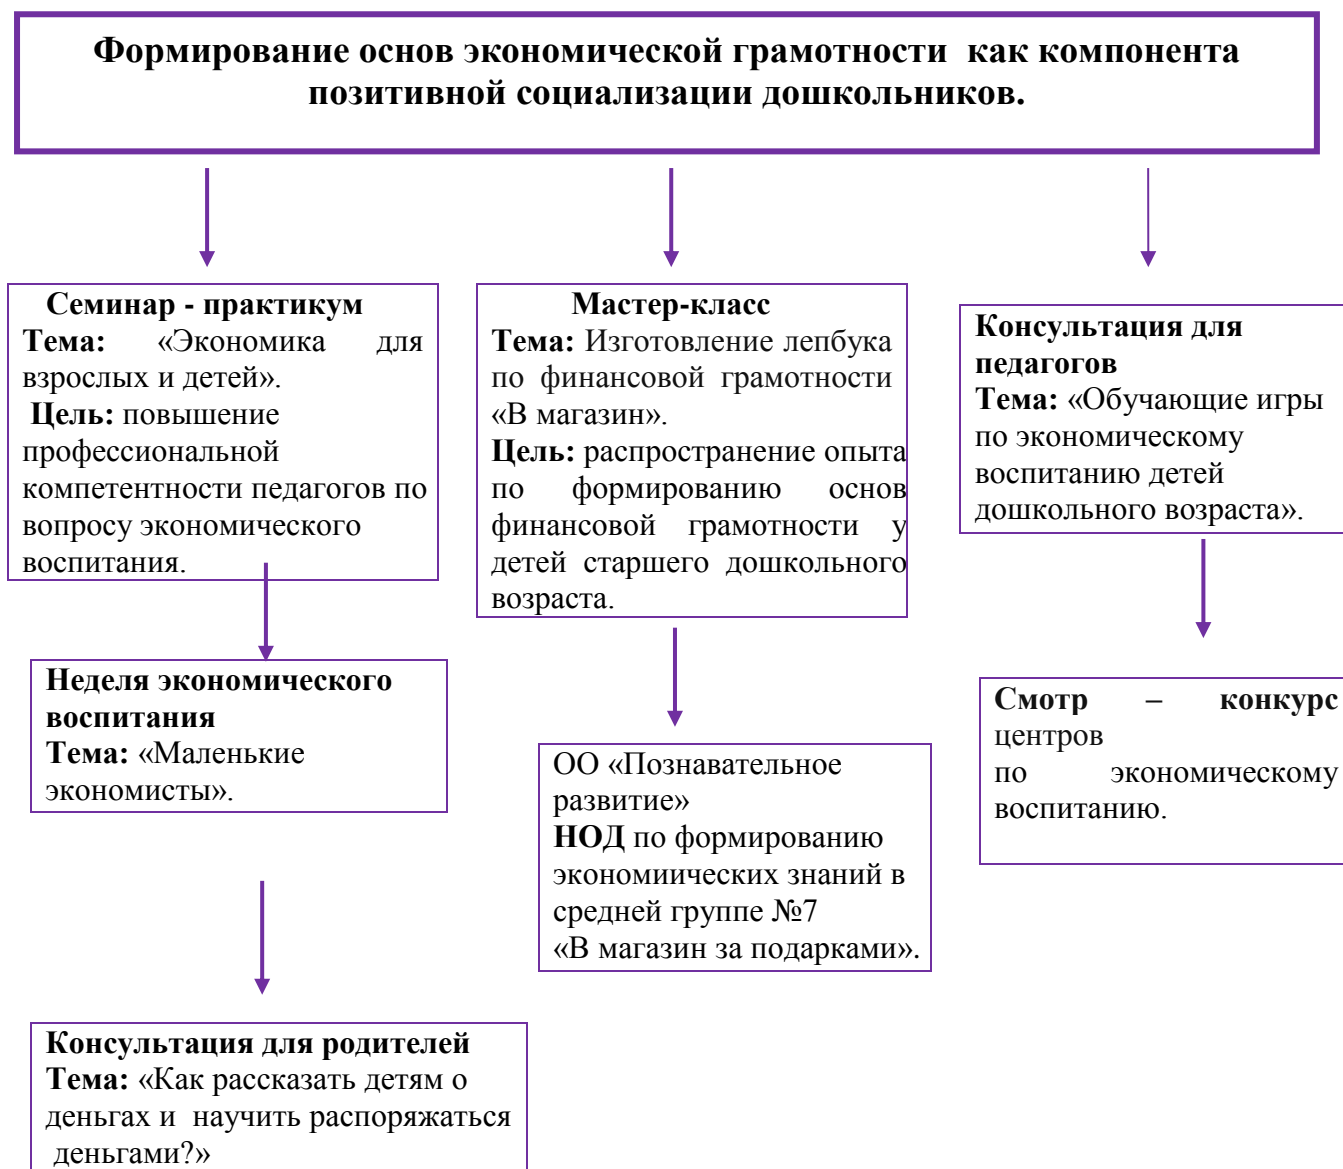 Формирование основ экономической грамотности как компонента
позитивной социализации дошкольников.
Семинар - практикум
Тема: «Экономика для
взрослых и детей».
Цель: повышение
профессиональной
компетентности педагогов по
вопросу экономического
воспитания.
Неделя экономического
воспитания
Тема: «Маленькие
экономисты».
Консультация для родителей
Тема: «Как рассказать детям о
деньгах и научить распоряжаться
деньгами?»
Мастер-класс
Тема: Изготовление лепбука
по финансовой грамотности
«В магазин».
Цель: распространение опыта
по формированию основ
финансовой грамотности у
детей старшего дошкольного
возраста.
ОО «Познавательное
развитие»
НОД по формированию
экономиических знаний в
средней группе №7
«В магазин за подарками».
Консультация для
педагогов
Тема: «Обучающие игры
по экономическому
воспитанию детей
дошкольного возраста».
Смотр – конкурс
центров
по экономическому
воспитанию.